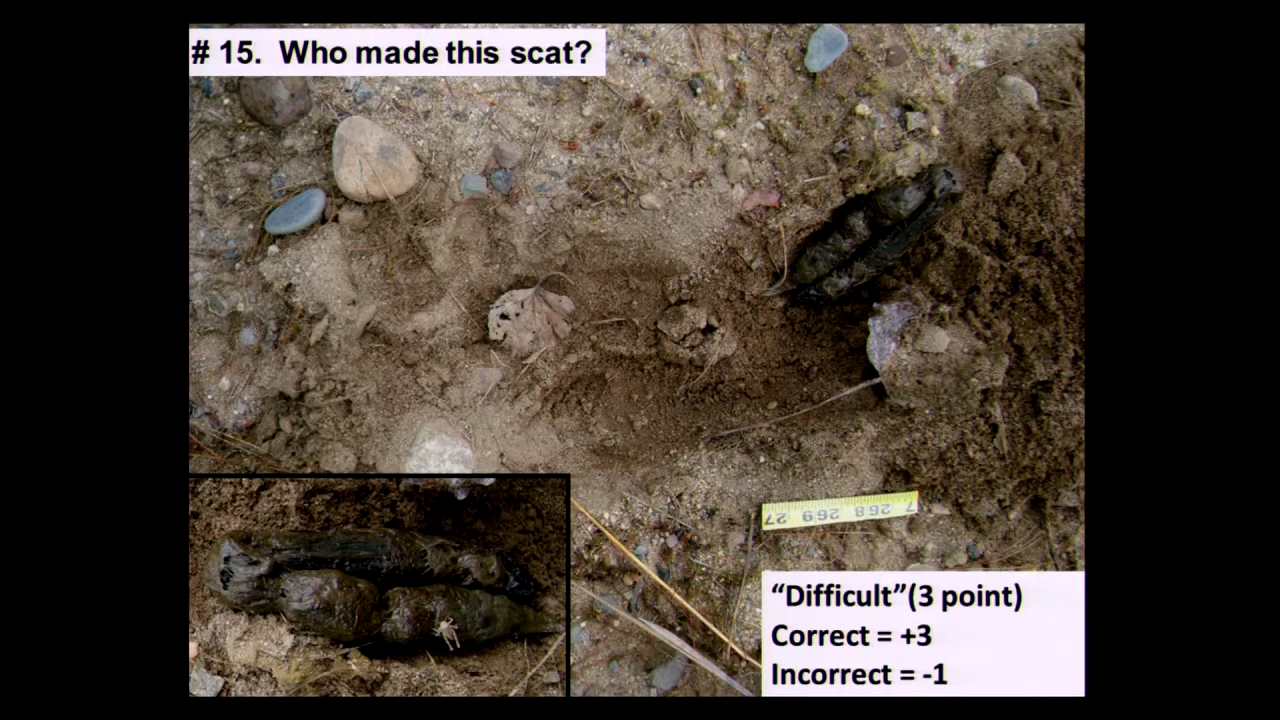 # 15.  Who made this scat?
27 269 268 7
“Difficult”(3 point)
Correct = +3
Incorrect = -1